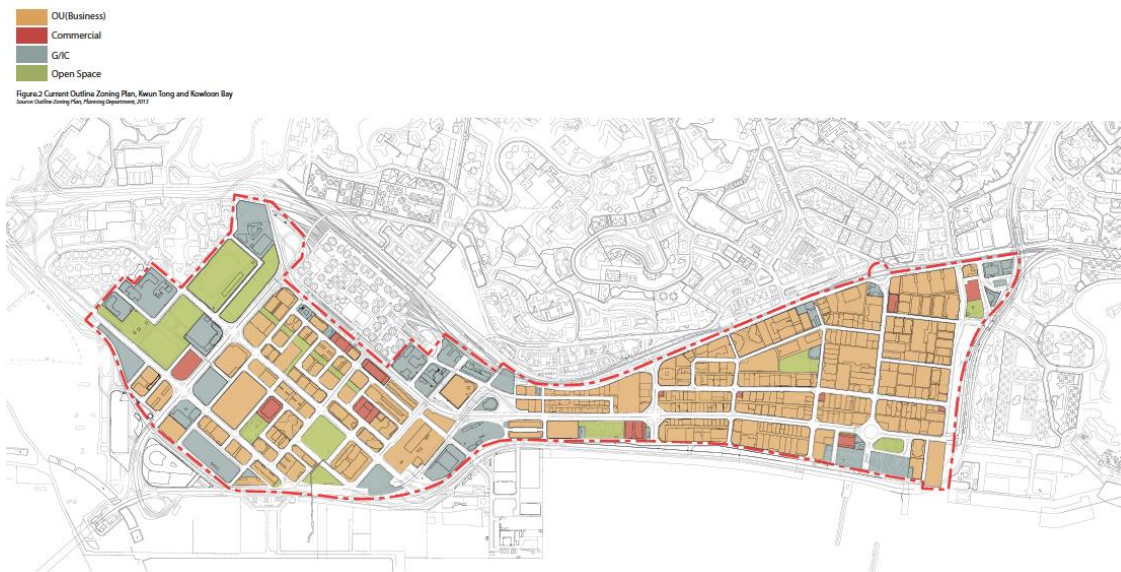 OU(Business)
Commercial
G/IC
Open Space
Figure.2 Current Outline Zoning Plan, Kwun Tong and Kowloon Bay
Source: Outline Zoning Plan, Planning Department, 2013